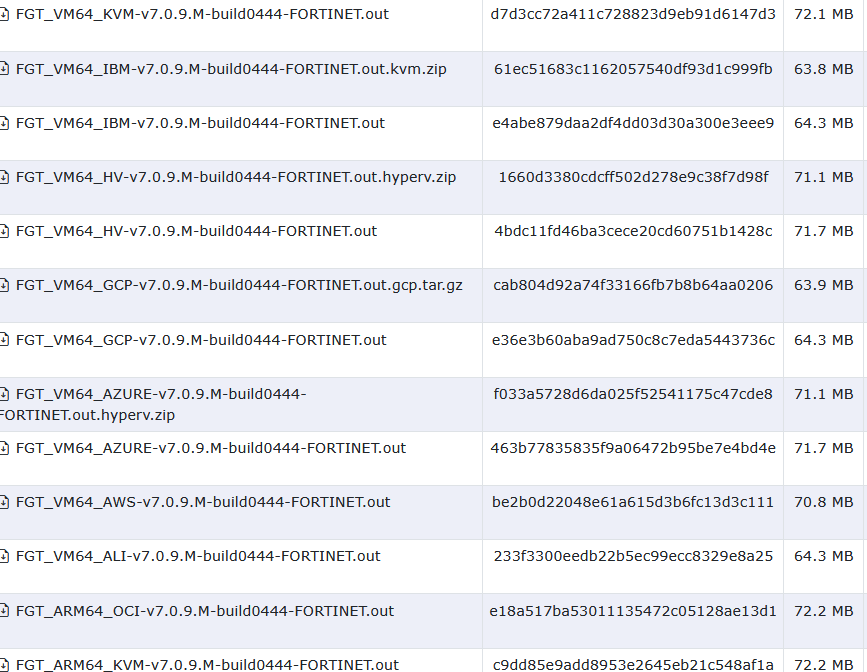 FGT_VM64_KVM-v7.0.9.M-build0444-FORTINET.out d7d3cc72a411c728823d9eb91d6147d3 72.1 MB
FGT_VM64_IBM-v7.0.9.M-build0444-FORTINET.out.kvm.zip 61ec51683c1162057540df93d1c999fb 63.8 MB
FGT_VM64_IBM-v7.0.9.M-build0444-FORTINET.out e4abe879daa2df4dd03d30a300e3eee9 64.3 MB
FGT_VM64_HV-v7.0.9.M-build0444-FORTINET.out.hyperv.zip 1660d3380cdcff502d278e9c38f7d98f 71.1 MB
FGT_VM64_HV-v7.0.9.M-build0444-FORTINET.out 4bdc11fd46ba3cece20cd60751b1428c 71.7 MB
FGT_VM64_GCP-v7.0.9.M-build0444-FORTINET.out.gcp.tar.gz cab804d92a74f33166fb7b8b64aa0206 63.9 MB
FGT_VM64_GCP-v7.0.9.M-build0444-FORTINET.out e36e3b60aba9ad750c8c7eda5443736c 64.3 MB
FGT_VM64_AZURE-v7.0.9.M-build0444- f033a5728d6da025f52541175c47cde8 71.1 MB
FORTINET.out.hyperv.zip
FGT_VM64_AZURE-v7.0.9.M-build0444-FORTINET.out 463b77835835f9a06472b95be7e4bd4e 71.7 MB
FGT_VM64_AWS-v7.0.9.M-build0444-FORTINET.out be2b0d22048e61a615d3b6fc13d3c111 70.8 MB
FGT_VM64_ALI-v7.0.9.M-build0444-FORTINET.out 233f3300eedb22b5ec99ecc8329e8a25 64.3 MB
FGT_ARM64_OCI-v7.0.9.M-build0444-FORTINET.out e18a517ba53011135472c05128ae13d1 72.2 MB
FGT_ARM64_KVM-v7.0.9.M-build0444-FORTINET.out c9dd85e9add8953e2645eb21c548af1a 72.2 MB